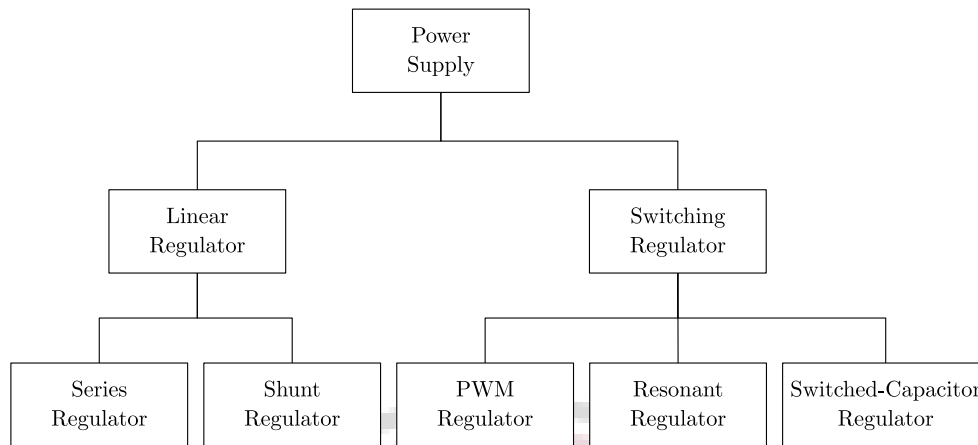 Power
Supply
Linear
Regulator
Switching
Regulator
Series
Regulator
Shunt
Regulator
PWM
Regulator
Resonant
Regulator
Switched-Capacitor
Regulator